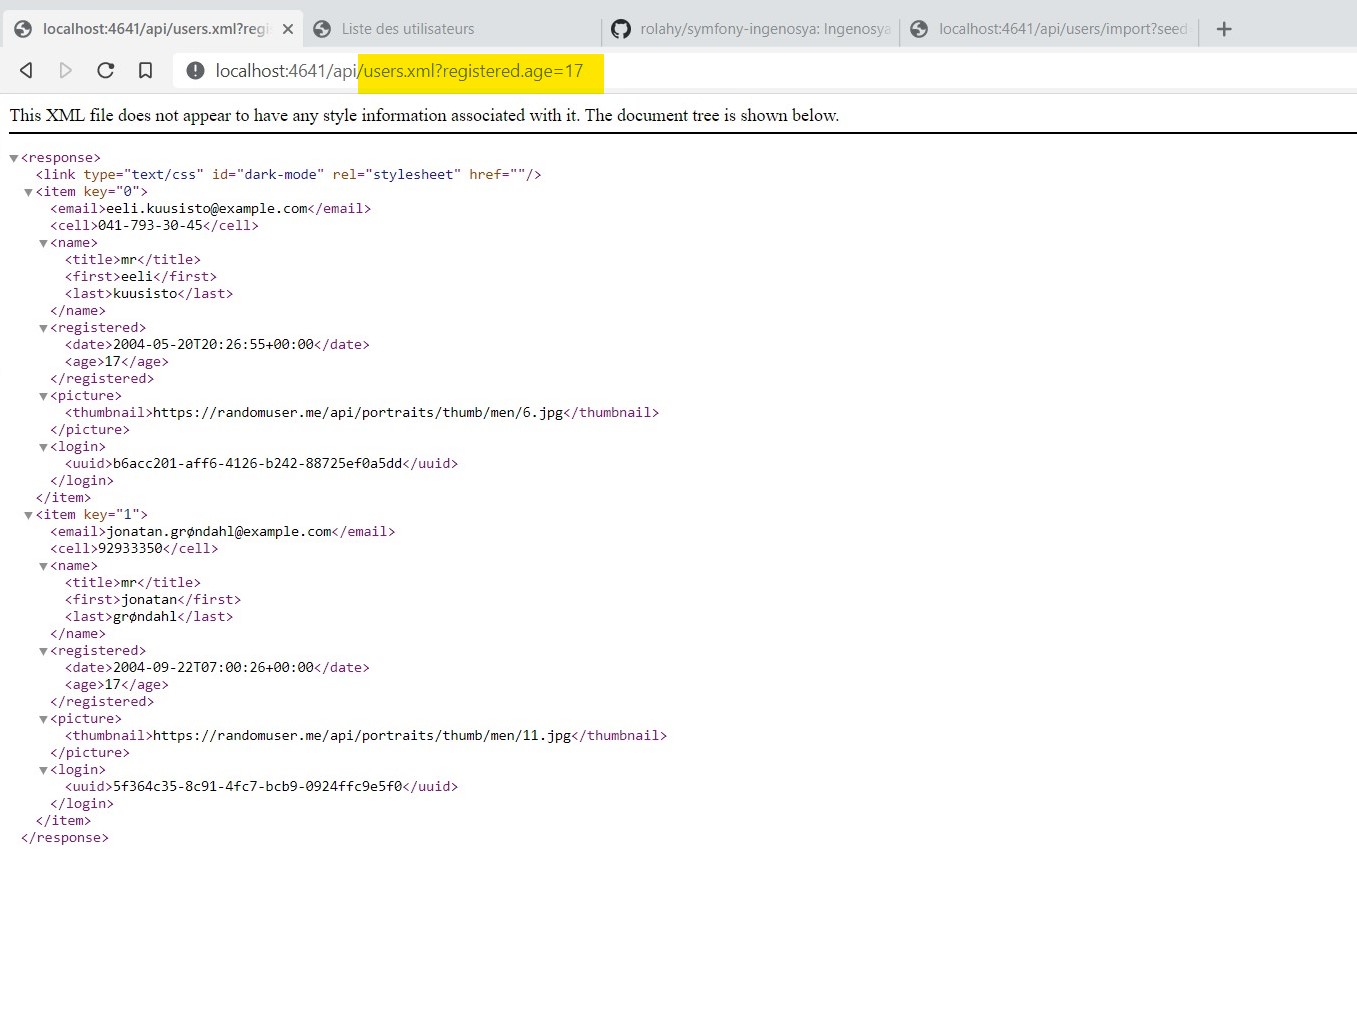 localhost:4641/api/users.xml?regi
Liste des utilisateurs
rolahy/symfony-ingenosya: Ingenosya
localhost:4641/api/users/import?seed
localhost:4641/api/users.xml?registered.age=17
This XML file does not appear to have any style information associated with it. The document tree is shown below.
<response>
<link type="text/css" id="dark-mode" rel="stylesheet" href=""/>
<item key="0">
<email>eeli.kuusisto@example.com</email>
<cell>041-793-30-45</cell>
<name>
<title>mr</title>
<first>eeli</first>
<last>kuusisto</last>
</name>
<registered>
<date>2004-05-20T20:26:55+00:00</date>
<age>17</age>
</registered>
<picture>
<thumbnail>https://randomuser.me/api/portraits/thumb/men/6.jpg</thumbnail>
</picture>
<login>
<uuid>b6acc201-aff6-4126-b242-88725ef0a5dd</uuid>
</login>
</item>
<item key="1">
<email>jonatan.grøndahl@example.com</email>
<cell>92933350</cell>
<name>
<title>mr</title>
<first>jonatan</first>
<last>grøndahl</last>
</name>
<registered>
<date>2004-09-22T07:00:26+00:00</date>
<age>17</age>
</registered>
<picture>
<thumbnail>https://randomuser.me/api/portraits/thumb/men/11.jpg</thumbnail>
</picture>
<login>
<uuid>5f364c35-8c91-4fc7-bcb9-0924ffc9e5f0</uuid>
</login>
</item>
</response>